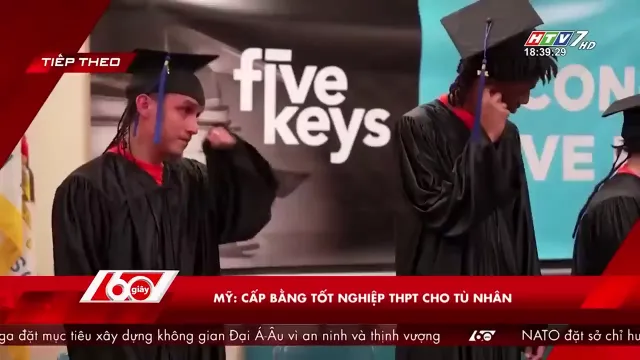 TIẾP THEO
HTV7 HD
18:39:29
five
keys
CON
VE
60 giây
MỸ: CẤP BẰNG TỐT NGHIỆP THPT CHO TÙ NHÂN
ga đặt mục tiêu xây dựng không gian Đại Á-Âu vì an ninh và thịnh vượng 60 NATO đặt sở chỉ hu